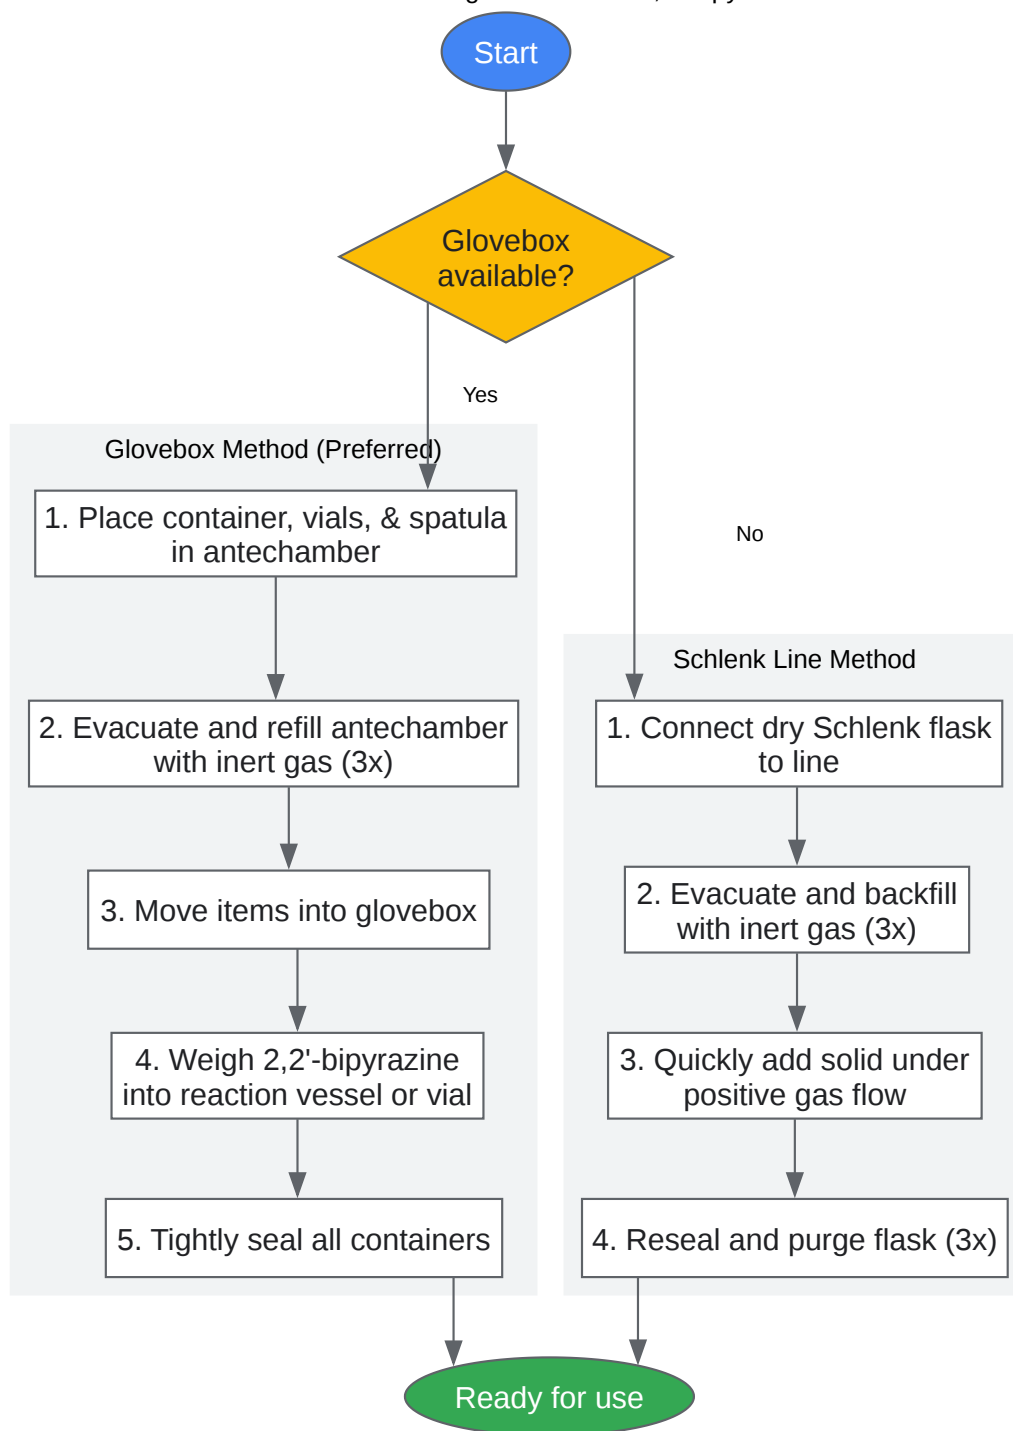 Start
Glovebox
available?
Yes
Glovebox Method (Preferred)
1. Place container, vials, & spatula
in antechamber
2. Evacuate and refill antechamber
with inert gas (3x)
3. Move items into glovebox
4. Weigh 2,2'-bipyrazine
into reaction vessel or vial
5. Tightly seal all containers
No
Schlenk Line Method
1. Connect dry Schlenk flask
to line
2. Evacuate and backfill
with inert gas (3x)
3. Quickly add solid under
positive gas flow
4. Reseal and purge flask (3x)
Ready for use